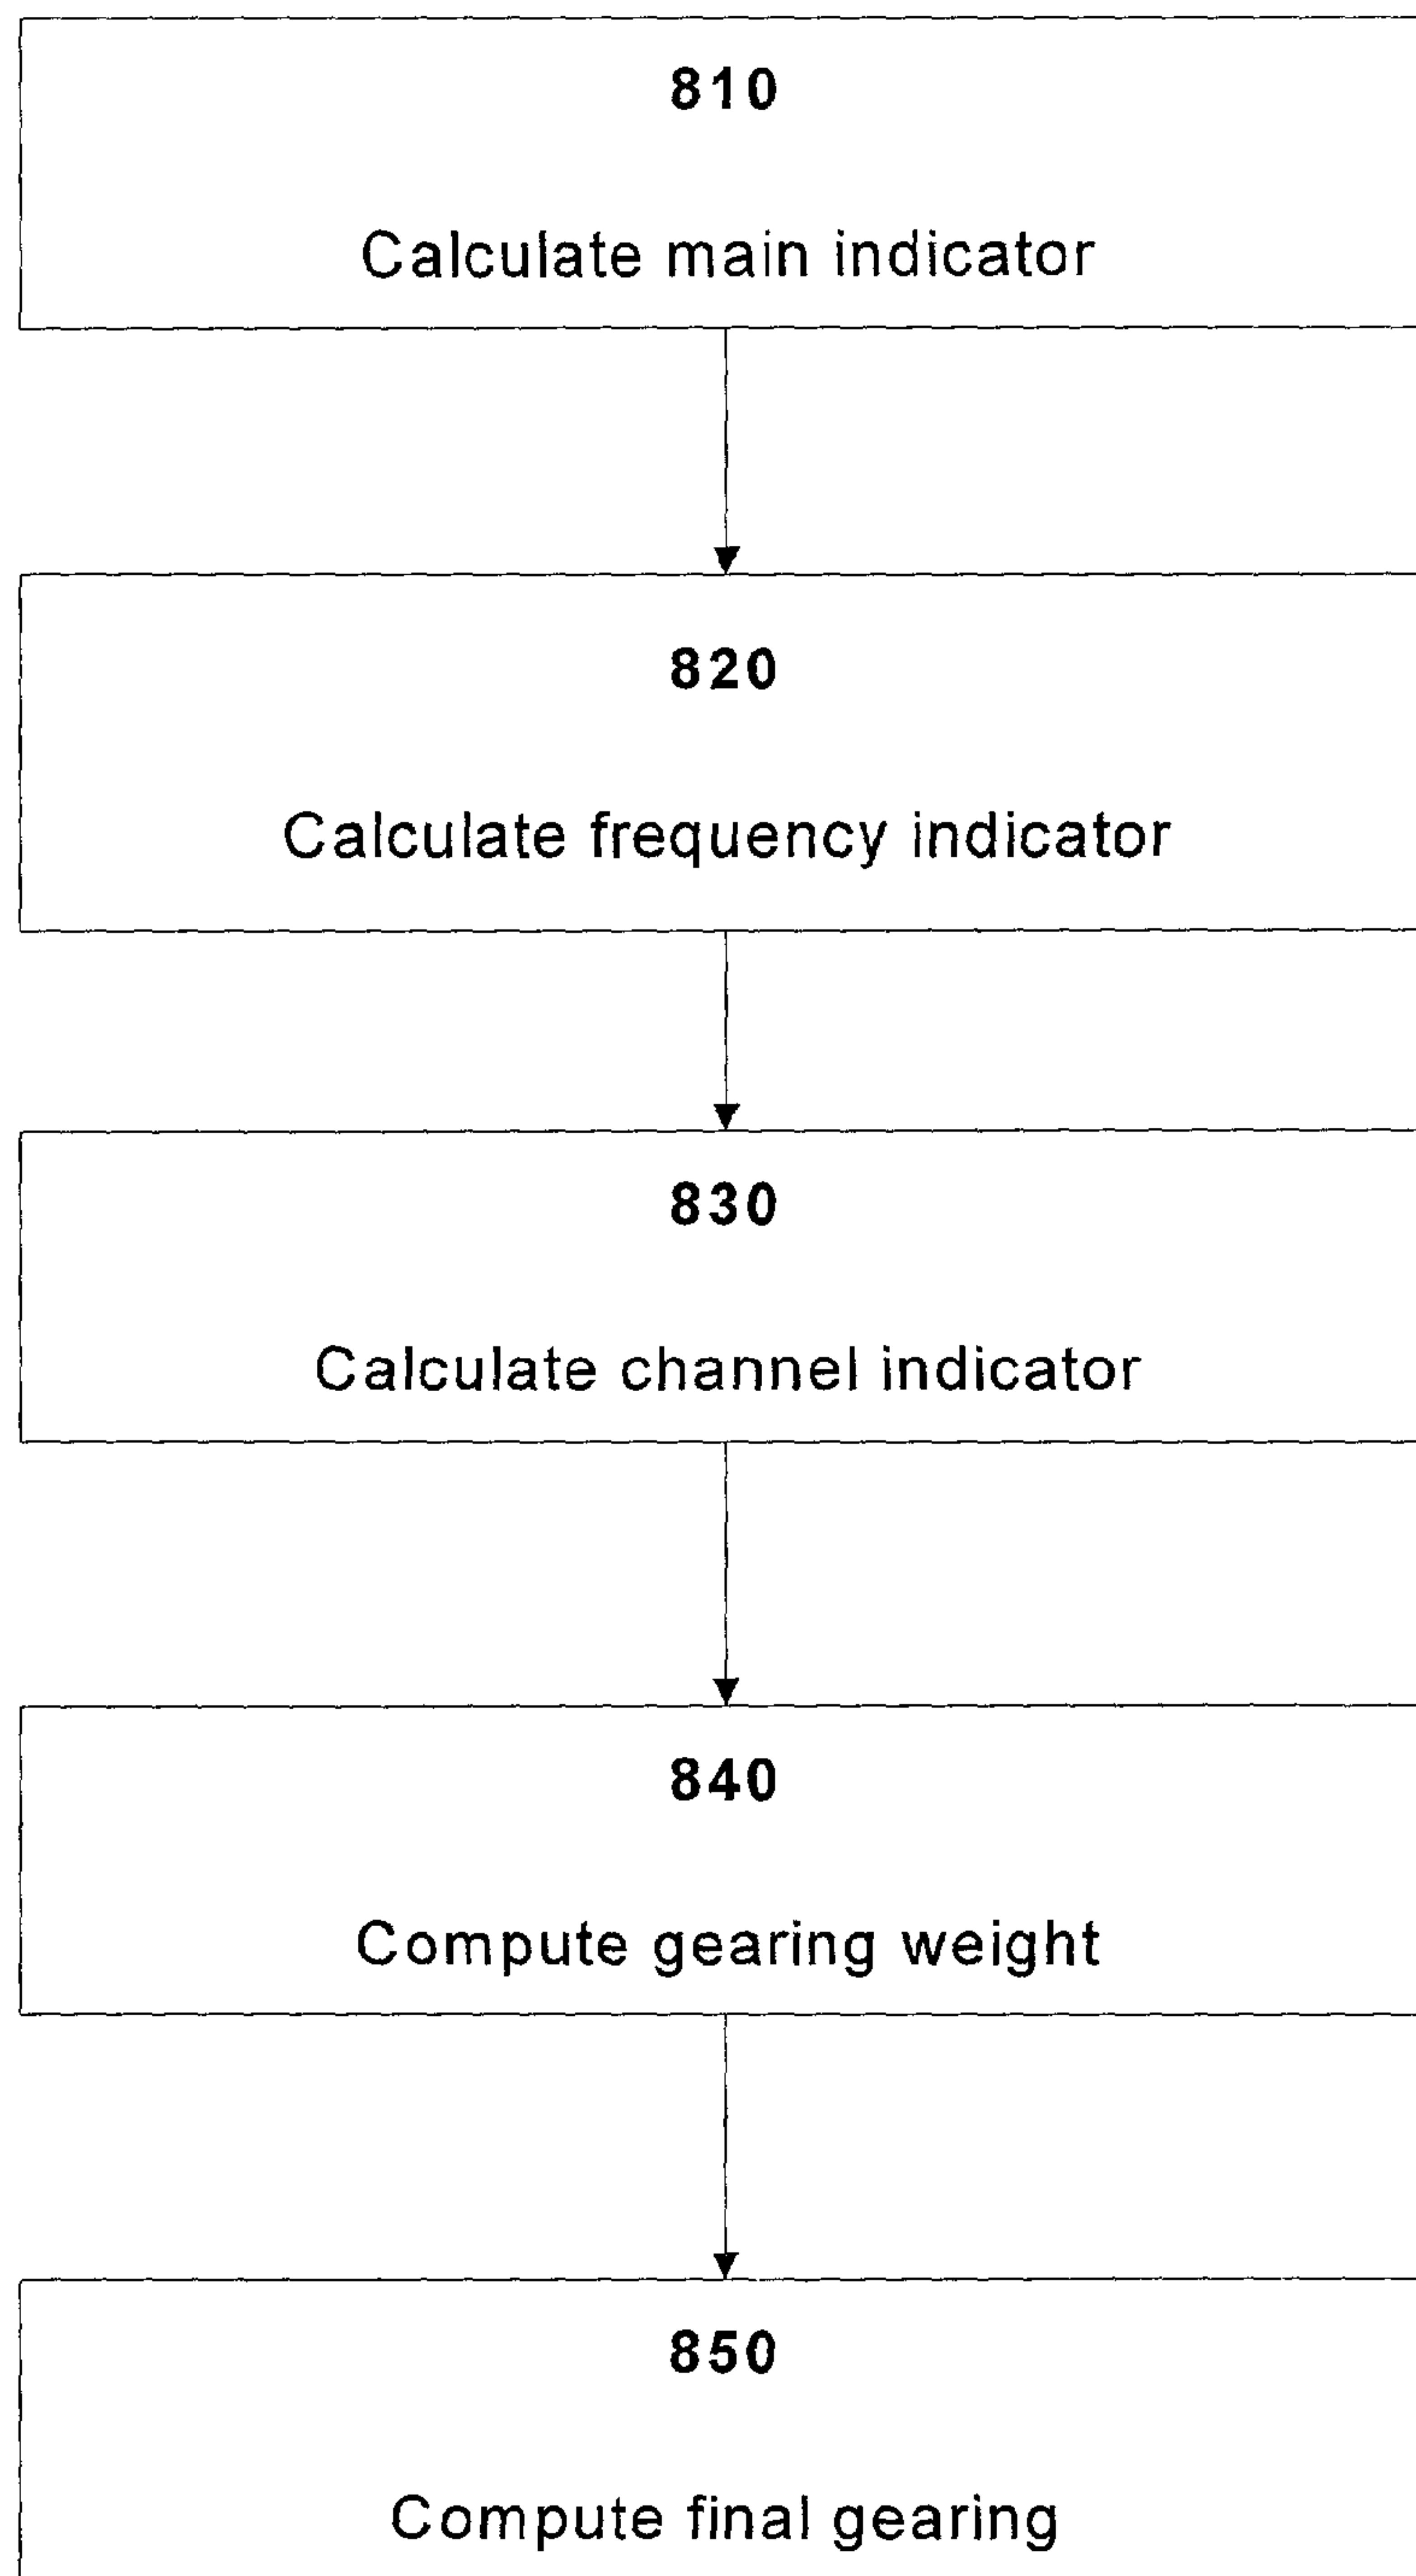 810
Calculate main indicator
820
Calculate frequency indicator
830
Calculate channel indicator
840
Compute gearing weight
850
Compute final gearing